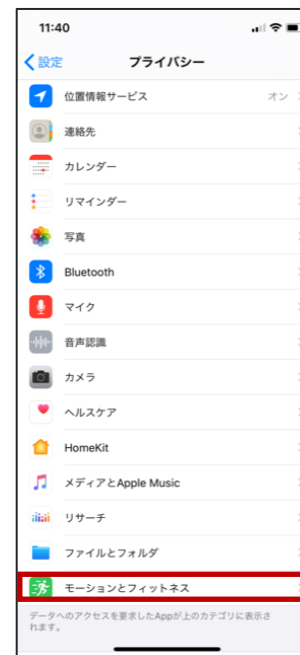 11:40
設定
プライバシー
位置情報サービス オン
連絡先
カレンダー
リマインダー
写真
Bluetooth
マイク
音声認識
カメラ
ヘルスケア
HomeKit
メディアとApple Music
リサーチ
ファイルとフォルダ
モーションとフィットネス
データへのアクセスを要求したAppが上のカテゴリに表示さ
れます。